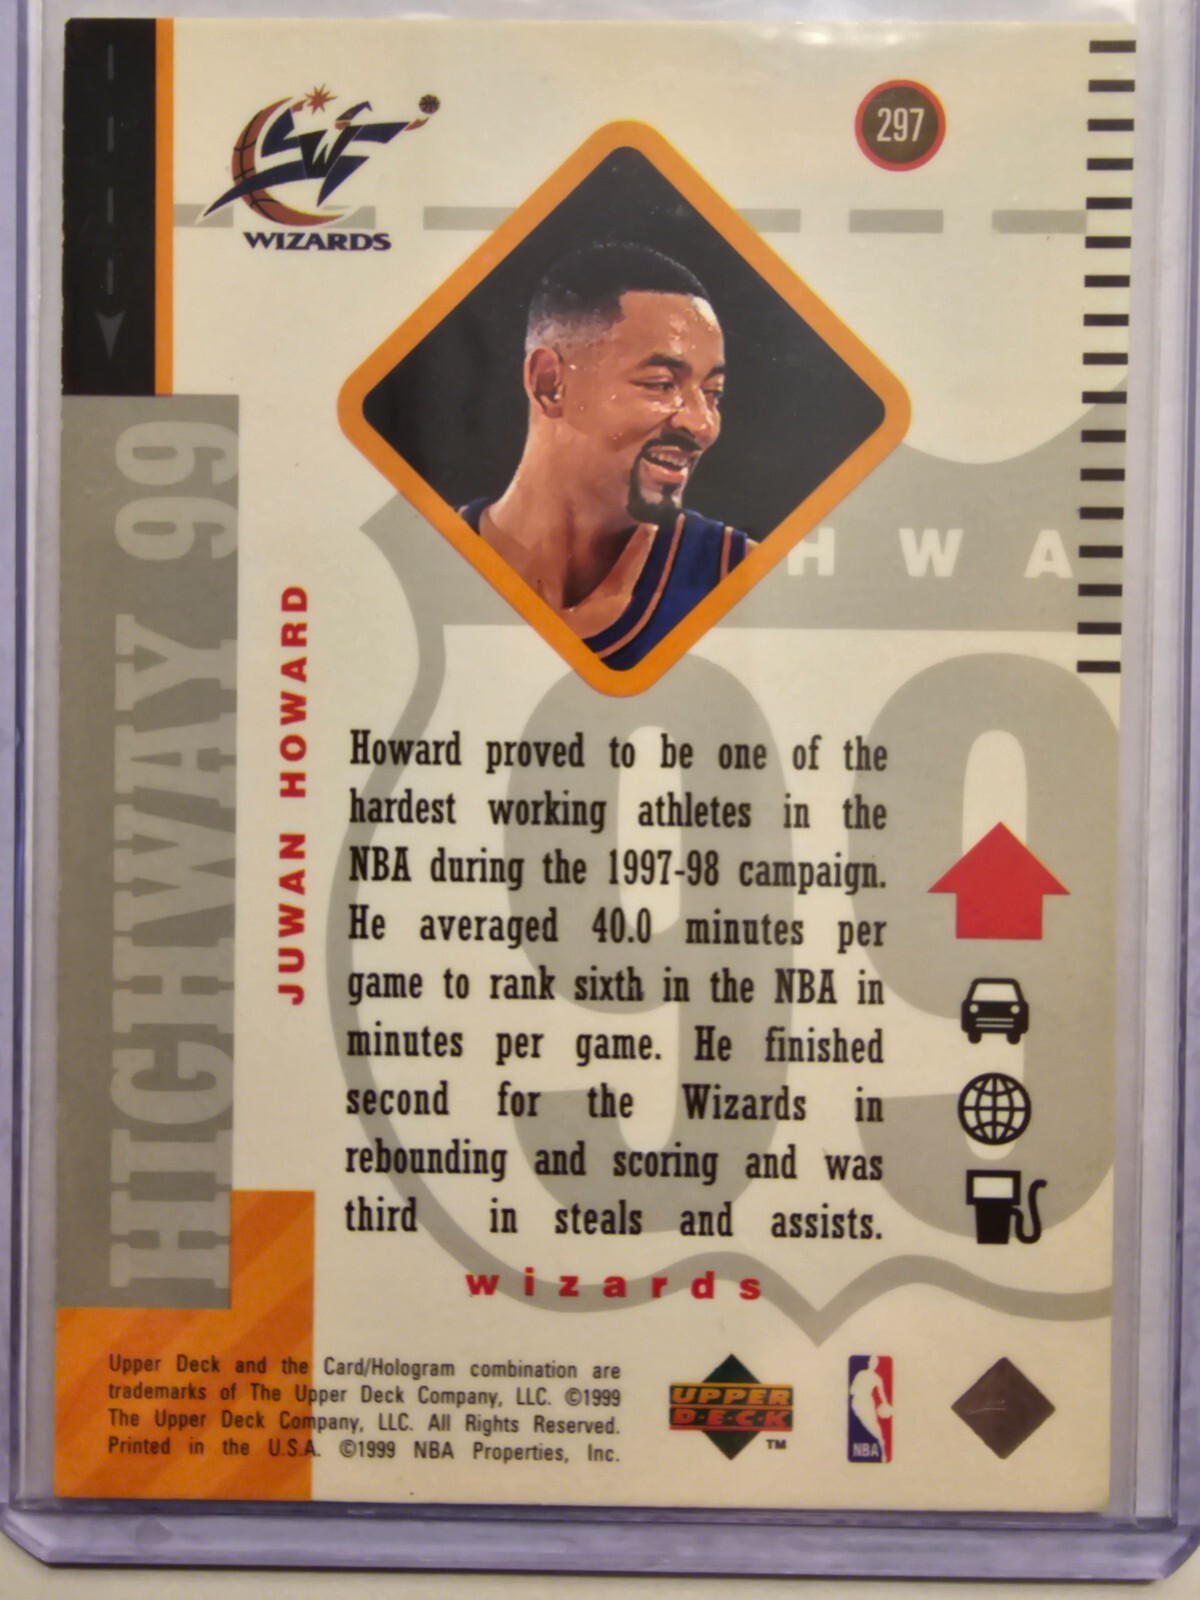 WIZARDS
297
HIGHWAY 99
JUWAN HOWARD
HWA
99
Howard proved to be one of the
hardest working athletes in the
NBA during the 1997-98 campaign.
He averaged 40.0 minutes per
game to rank sixth in the NBA in
minutes per game. He finished
second for the Wizards in
rebounding and scoring and was
third in steals and assists.
wizards
Upper Deck and the Card/Hologram combination are
trademarks of The Upper Deck Company, LLC. ©1999
The Upper Deck Company, LLC. All Rights Reserved.
Printed in the U.S.A. ©1999 NBA Properties, Inc.
UPPER
D·E·C·K
TM
NBA